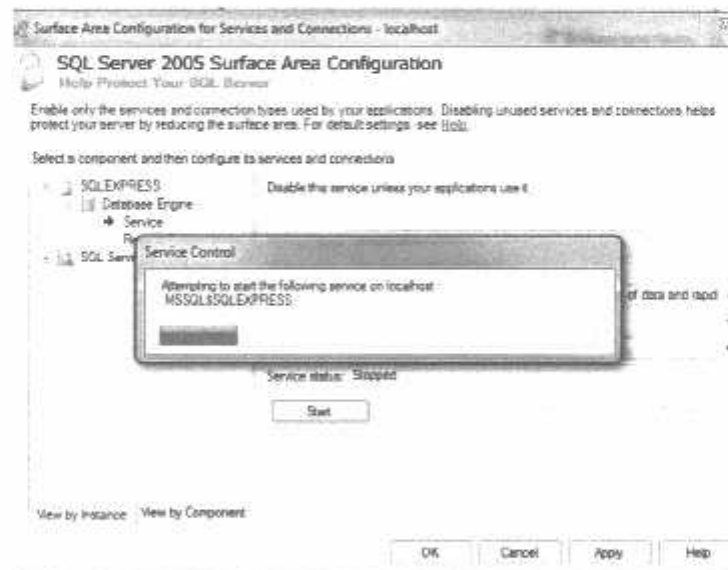 Surface Area Configuration for Services and Connections - localhost
SQL Server 2005 Surface Area Configuration
Help Protect Your SQL Server
Enable only the services and connection types used by your applications. Disabling unused services and connections helps
protect your server by reducing the surface area. For default settings, see Help.
Select a component and then configure its services and connections
SQLEXPRESS
Database Engine
Service
SQL Serv
Disable this service unless your applications use it
Service Control
Attempting to start the following service on localhost
MSSQL$SQLEXPRESS
of data and rapid
Service status: Stopped
Start
View by Instance View by Component
OK Cancel Apply Help